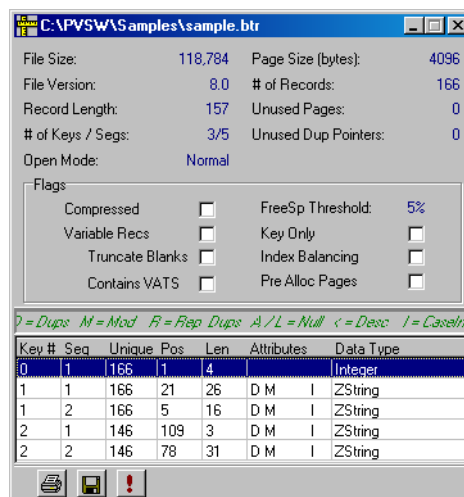 C:\PVSW\Samples\sample.btr
File Size: 118,784 Page Size (bytes): 4096
File Version: 8.0 # of Records: 166
Record Length: 157 Unused Pages: 0
# of Keys / Segs: 3/5 Unused Dup Pointers: 0
Open Mode: Normal
Flags
Compressed FreeSp Threshold: 5%
Variable Recs Key Only
Truncate Blanks Index Balancing
Contains VATS Pre Alloc Pages
= Dups M = Mod R = Rep Dups A / L = Null < = Desc I = CaseIn
Key # Seg Unique Pos Len Attributes Data Type
0 1 166 1 4 Integer
1 1 166 21 26 D M I ZString
1 2 166 5 16 D M I ZString
2 1 146 109 3 D M I ZString
2 2 146 78 31 D M I ZString